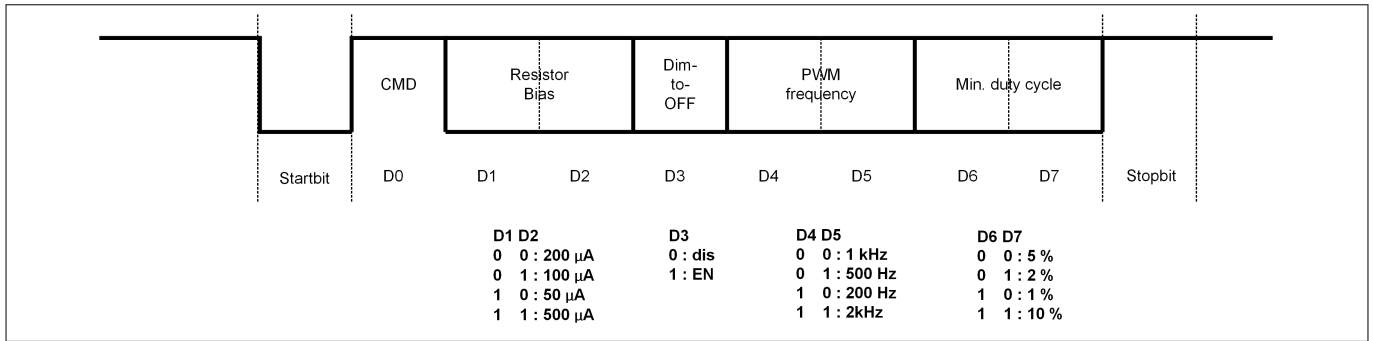 CMD
Resistor
Bias
Dim-
to-
OFF
PWM
frequency
Min. duty cycle
Startbit
D0
D1
D2
D3
D4
D5
D6
D7
Stopbit
D1 D2
0 0 : 200 µA
0 1 : 100 µA
1 0 : 50 µA
1 1 : 500 µA
D3
0 : dis
1 : EN
D4 D5
0 0 : 1 kHz
0 1 : 500 Hz
1 0 : 200 Hz
1 1 : 2kHz
D6 D7
0 0 : 5 %
0 1 : 2 %
1 0 : 1 %
1 1 : 10 %